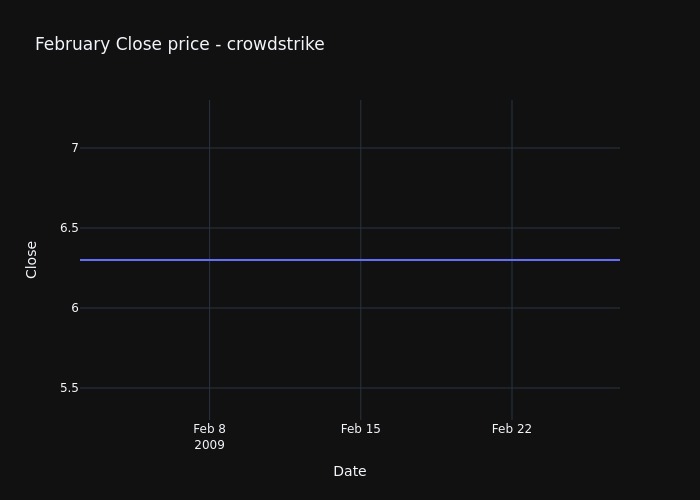 February Close price - crowdstrike
Close
7
6.5
6
5.5
Feb 8
2009
Feb 15
Feb 22
Date